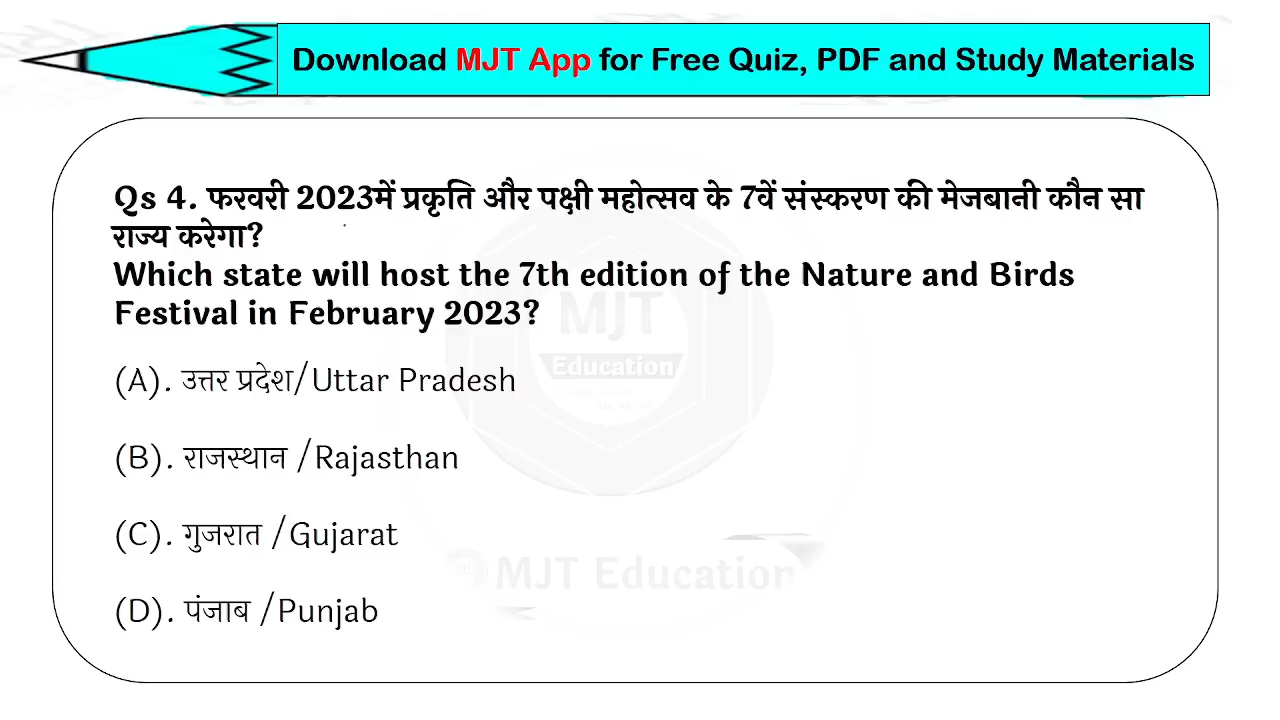 Download MJT App for Free Quiz, PDF and Study Materials
Qs 4. फरवरी 2023में प्रकृति और पक्षी महोत्सव के 7वें संस्करण की मेजबानी कौन सा
राज्य करेगा?
Which state will host the 7th edition of the Nature and Birds
Festival in February 2023?
MJT
Education
(A). उत्तर प्रदेश/Uttar Pradesh
(B). राजस्थान /Rajasthan
(C). गुजरात /Gujarat
MJT Education
(D). पंजाब /Punjab